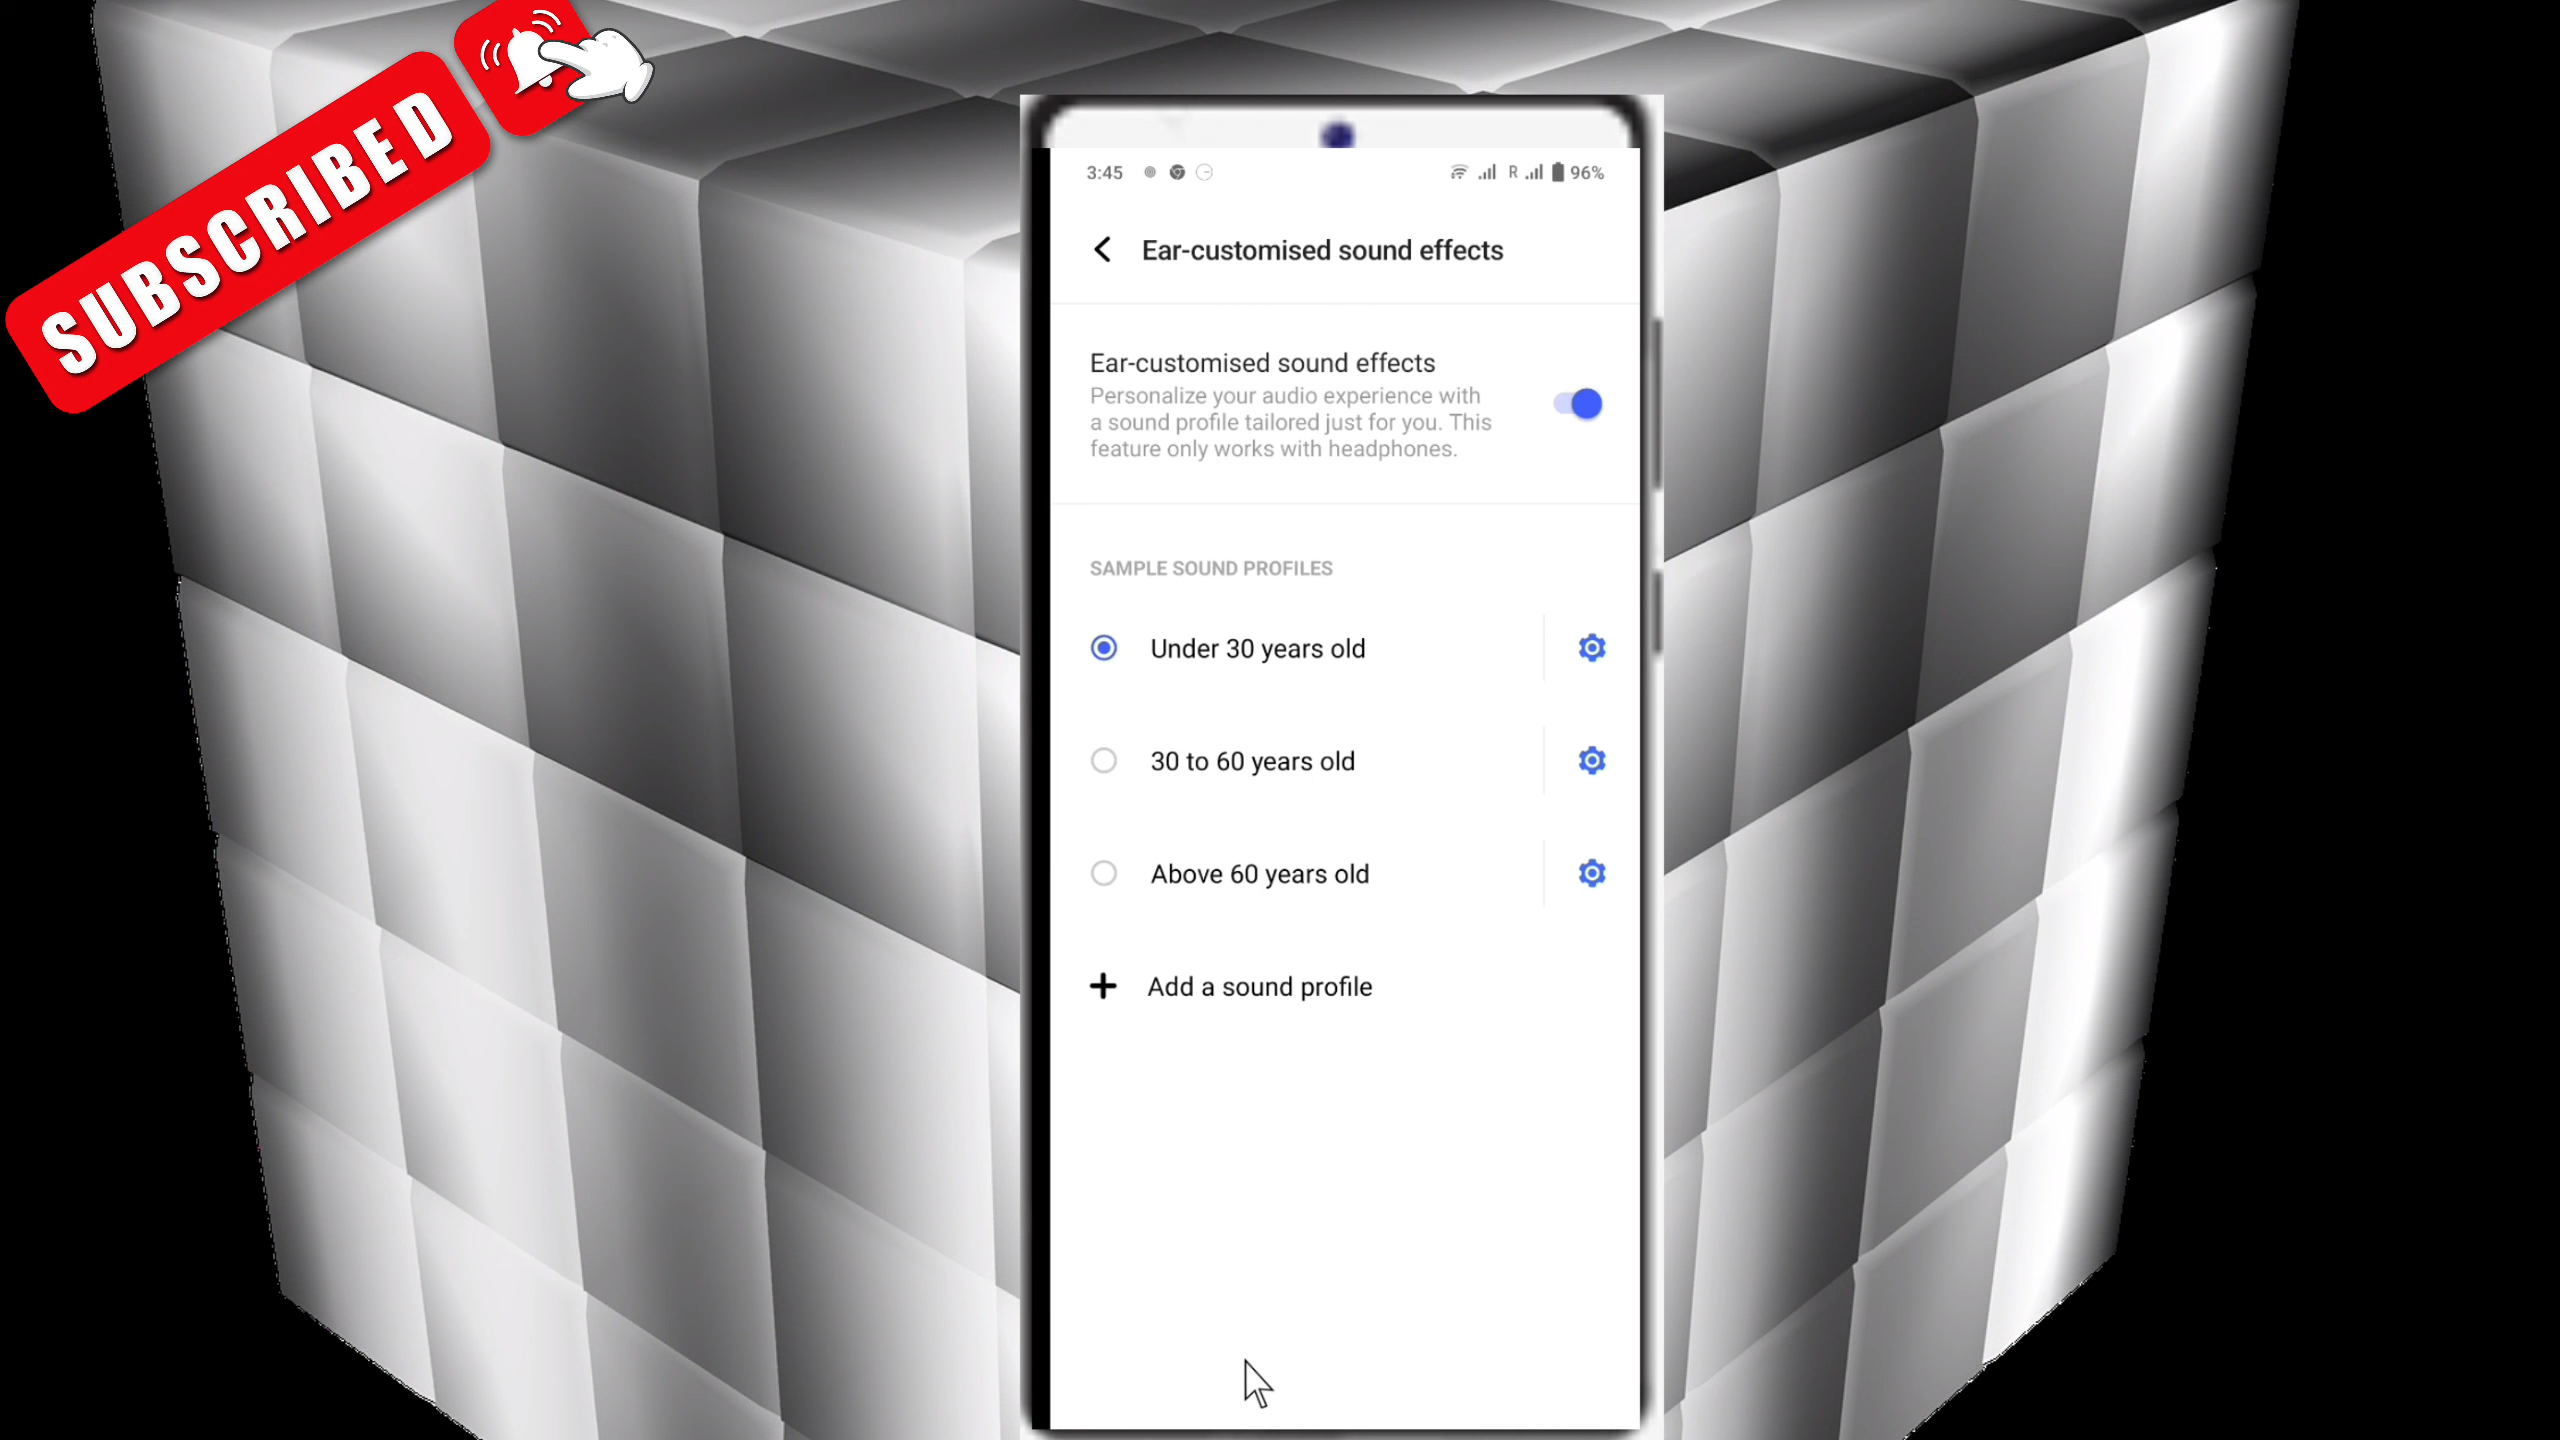 SUBSCRIBED
3:45
R
96%
Ear-customised sound effects
Ear-customised sound effects
Personalize your audio experience with
a sound profile tailored just for you. This
feature only works with headphones.
SAMPLE SOUND PROFILES
Under 30 years old
30 to 60 years old
Above 60 years old
Add a sound profile